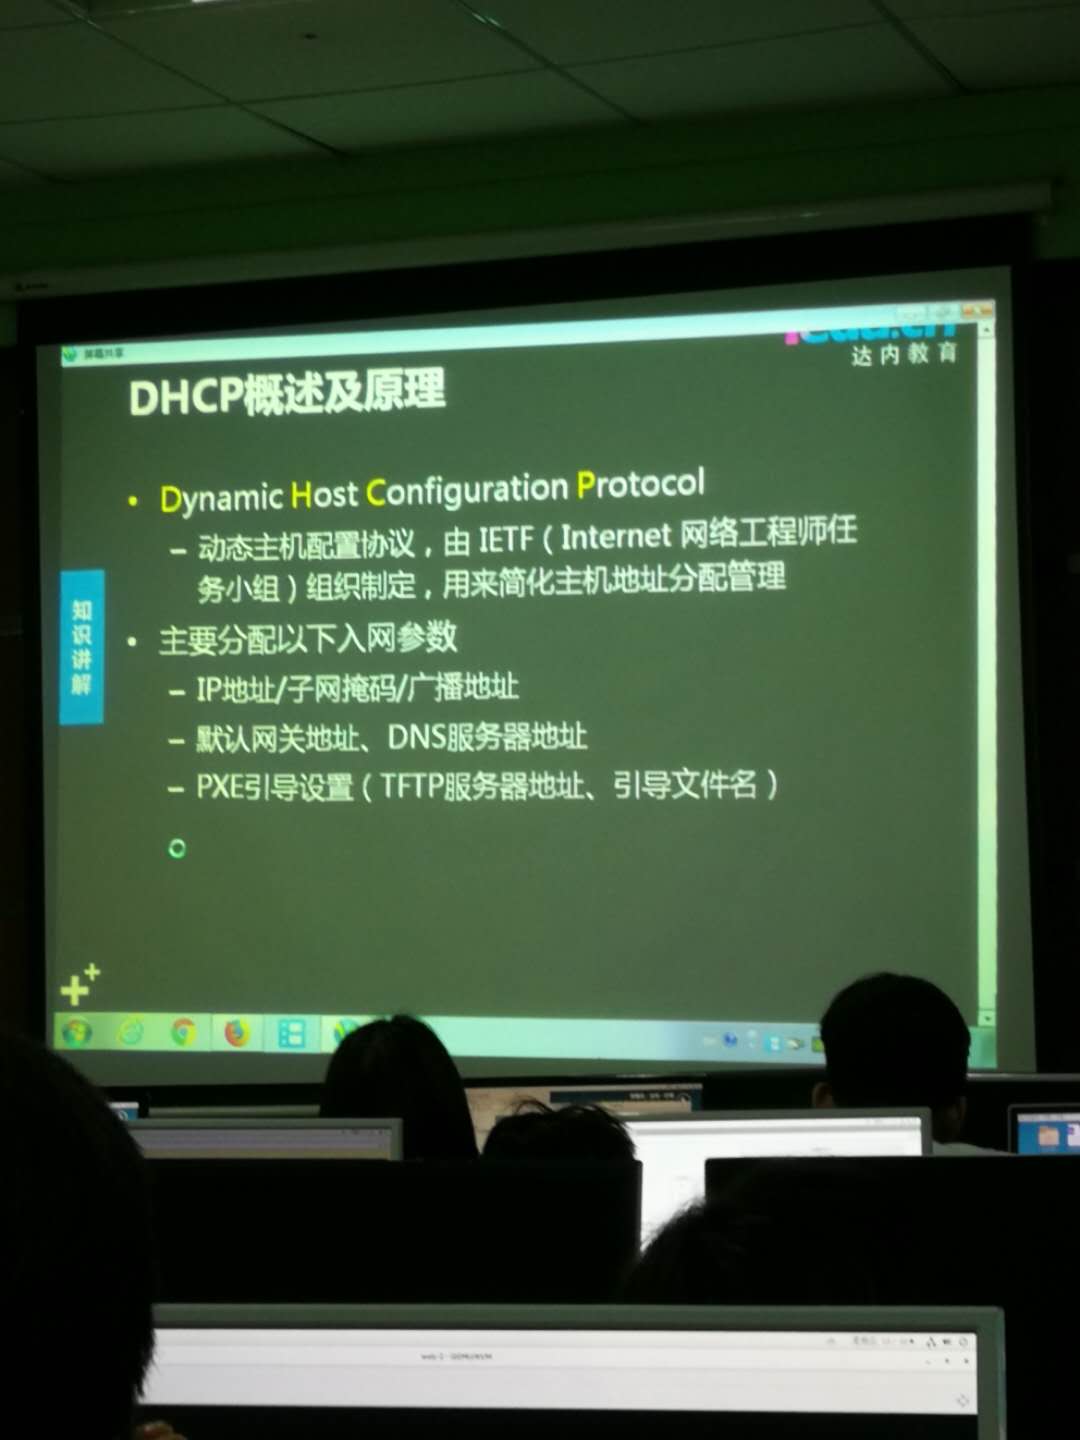 屏幕共享
达内教育
DHCP概述及原理
• Dynamic Host Configuration Protocol
– 动态主机配置协议，由 IETF（Internet 网络工程师任
务小组）组织制定，用来简化主机地址分配管理
• 主要分配以下入网参数
– IP地址/子网掩码/广播地址
– 默认网关地址、DNS服务器地址
– PXE引导设置（TFTP服务器地址、引导文件名）
知识讲解